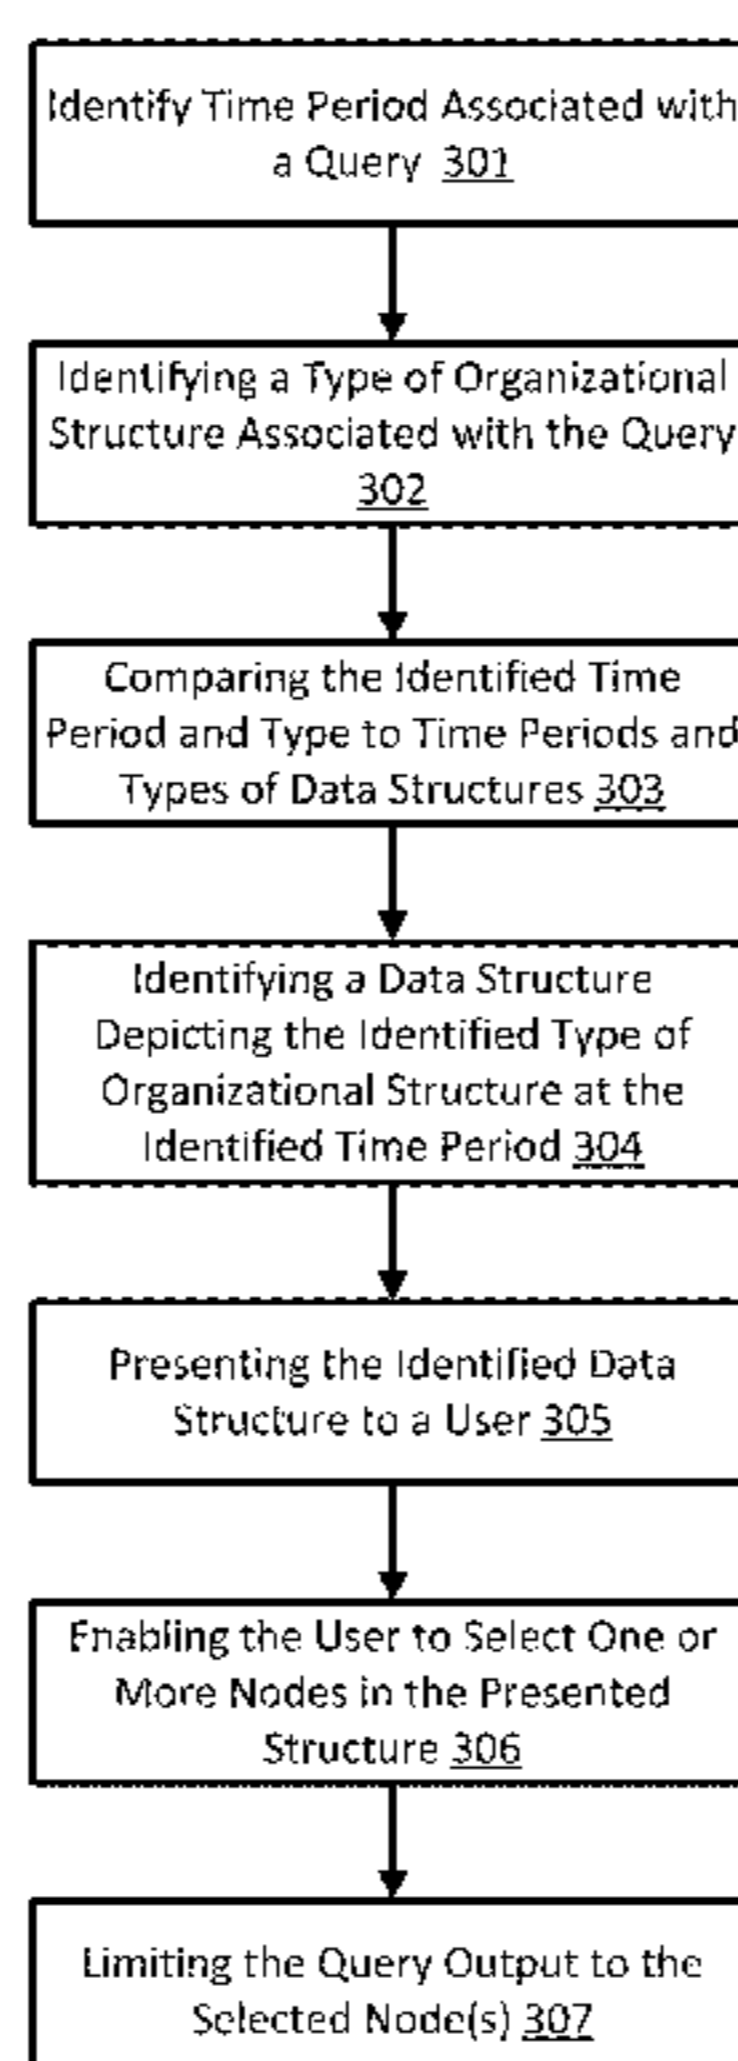 Identify Time Period Associated with
a Query 301
Identifying a Type of Organizational
Structure Associated with the Query
302
Comparing the Identified Time
Period and Type to Time Periods and
Types of Data Structures 303
Identifying a Data Structure
Depicting the Identified Type of
Organizational Structure at the
Identified Time Period 304
Presenting the Identified Data
Structure to a User 305
Enabling the User to Select One or
More Nodes in the Presented
Structure 306
Limiting the Query Output to the
Selected Node(s) 307